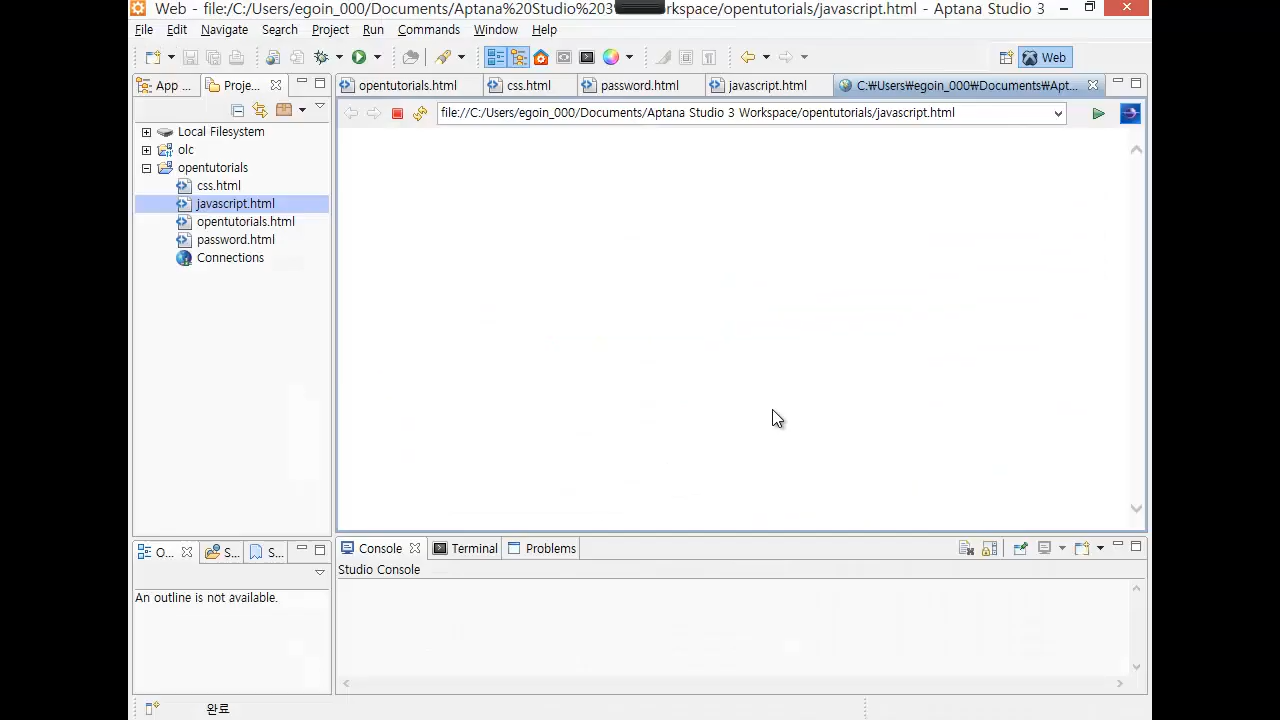 Web - file:/C:/Users/egoin_000/Documents/Aptana%20Studio%203 rkspace/opentutorials/javascript.html - Aptana Studio 3
File Edit Navigate Search Project Run Commands Window Help
Web
App ...
Proje...
opentutorials.html
css.html
password.html
javascript.html
C:₩Users₩egoin_000₩Documents₩Apt...
file://C:/Users/egoin_000/Documents/Aptana Studio 3 Workspace/opentutorials/javascript.html
Local Filesystem
olc
opentutorials
css.html
javascript.html
opentutorials.html
password.html
Connections
O...
S...
S...
An outline is not available.
Console
Terminal
Problems
Studio Console
완료